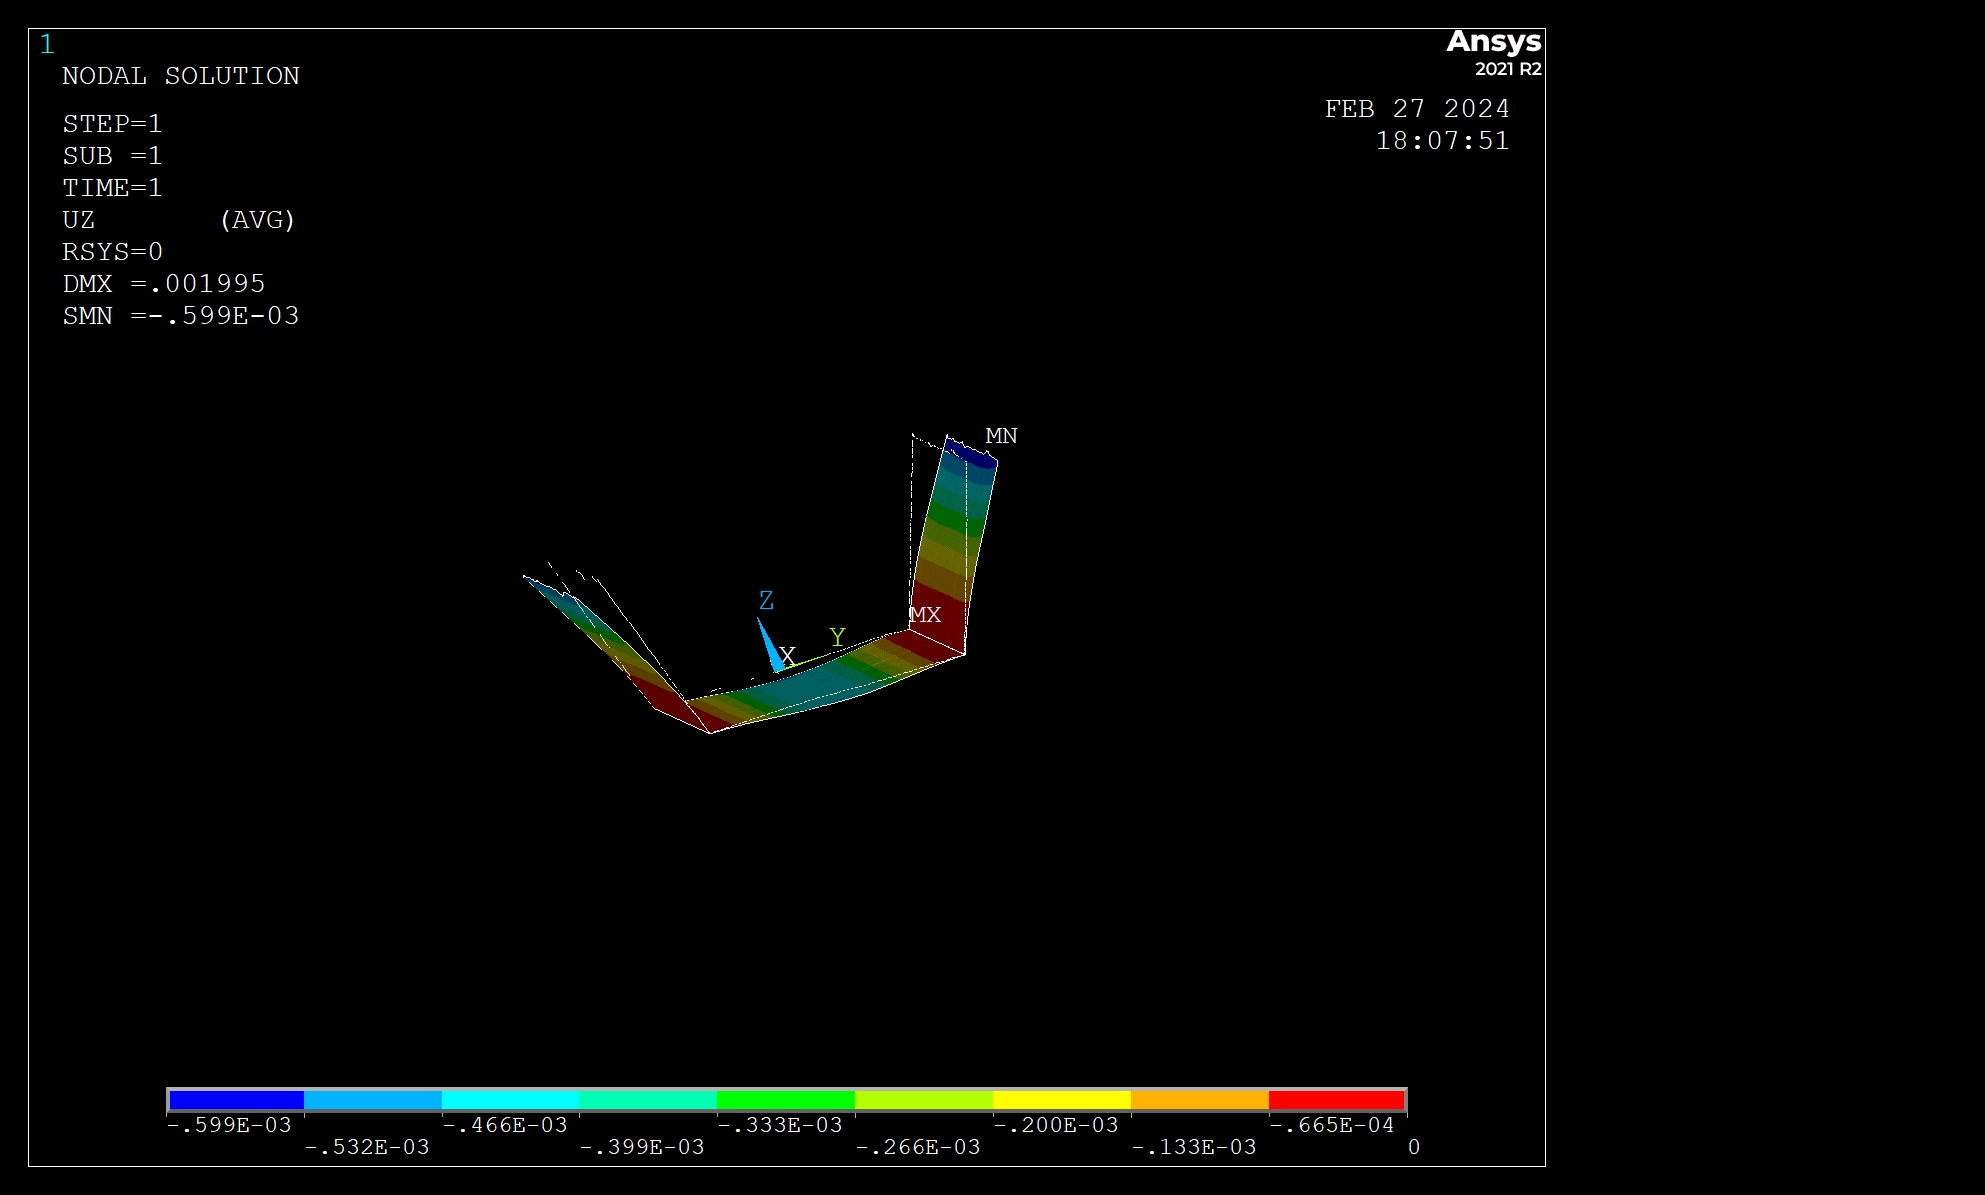 1
Ansys
2021 R2
NODAL SOLUTION
FEB 27 2024
18:07:51
STEP=1
SUB =1
TIME=1
UZ (AVG)
RSYS=0
DMX =.001995
SMN =-.599E-03
MN
Z
MX
Y
X
-.599E-03 -.466E-03 -.333E-03 -.200E-03 -.665E-04
-.532E-03 -.399E-03 -.266E-03 -.133E-03 0